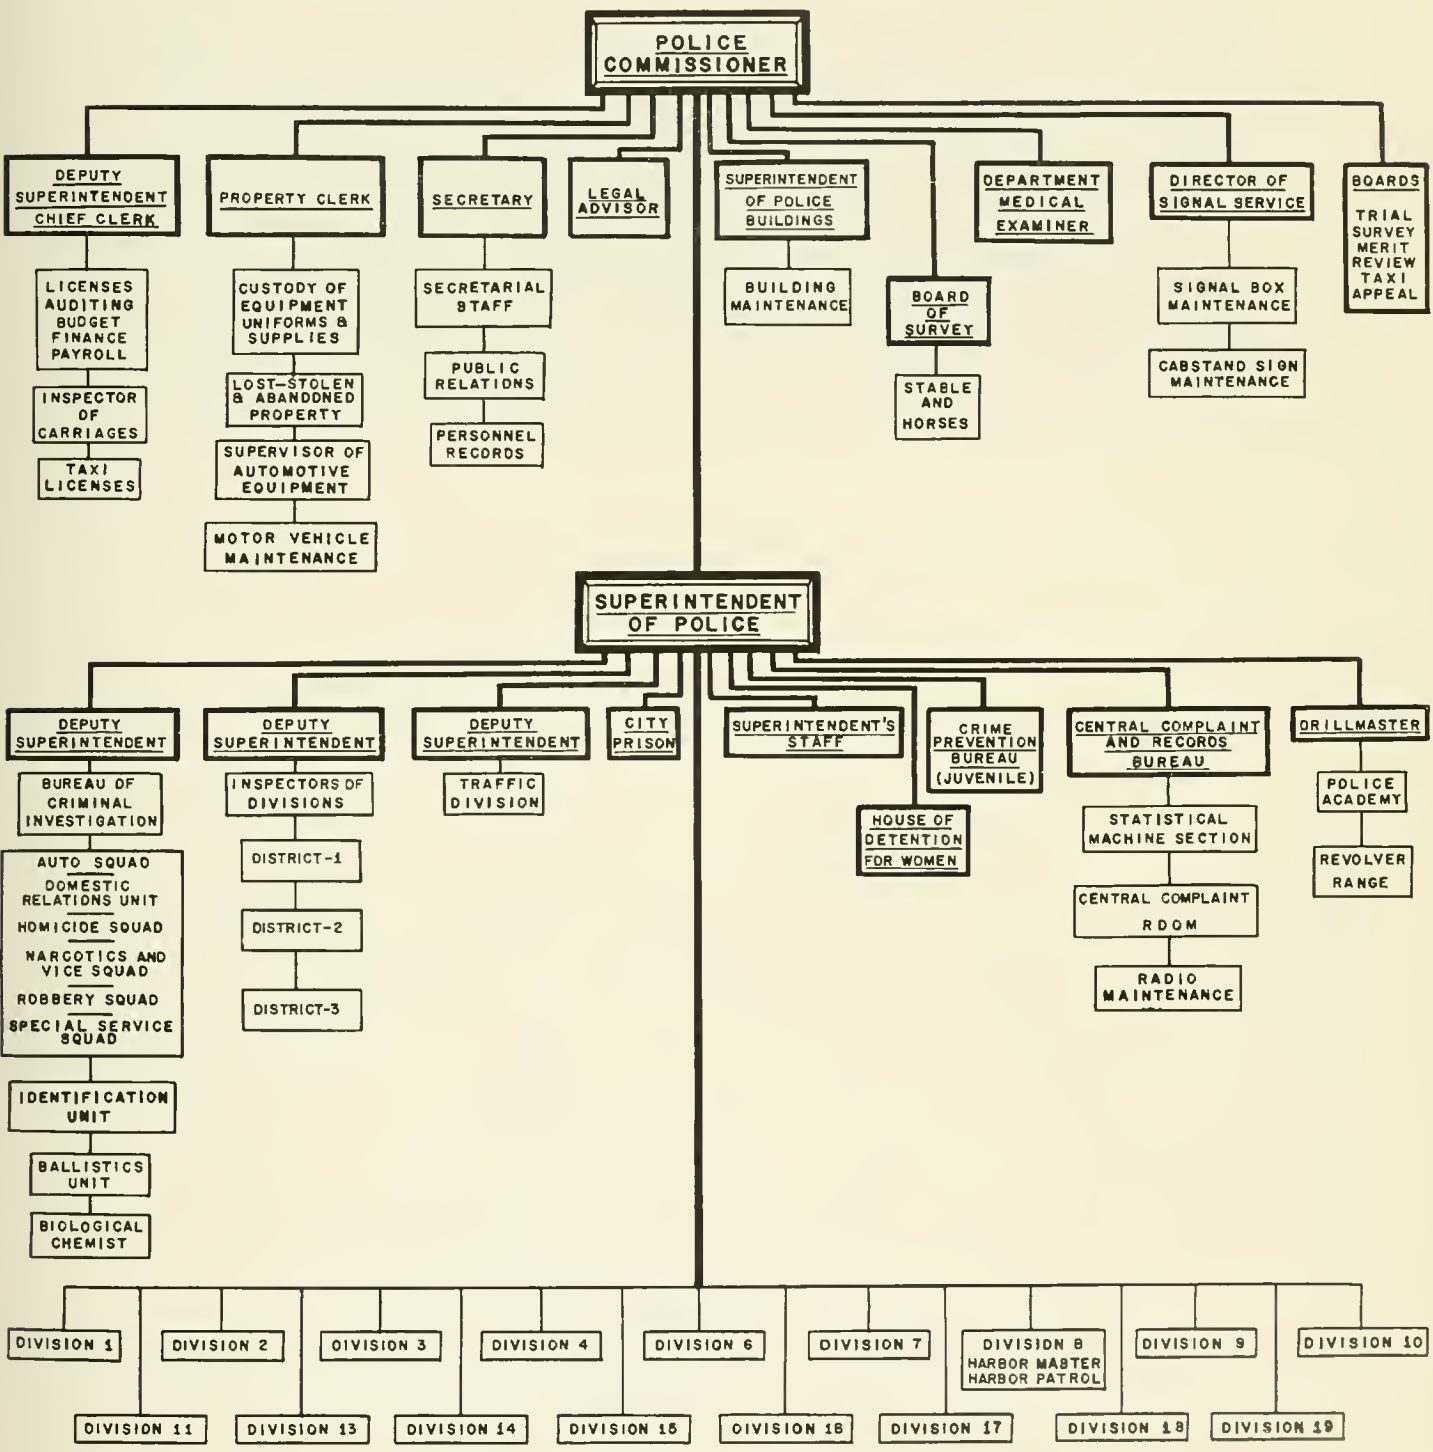 POLICE
COMMISSIONER
DEPUTY
SUPERINTENDENT
CHIEF CLERK
PROPERTY CLERK
SECRETARY
LEGAL
ADVISOR
SUPERINTENDENT
OF POLICE
BUILDINGS
DEPARTMENT
MEDICAL
EXAMINER
DIRECTOR OF
SIGNAL SERVICE
BOARDS
TRIAL
SURVEY
MERIT
REVIEW
TAXI
APPEAL
LICENSES
AUDITING
BUDGET
FINANCE
PAYROLL
INSPECTOR
OF
CARRIAGES
TAXI
LICENSES
CUSTODY OF
EQUIPMENT
UNIFORMS &
SUPPLIES
LOST-STOLEN
& ABANDONED
PROPERTY
SUPERVISOR OF
AUTOMOTIVE
EQUIPMENT
MOTOR VEHICLE
MAINTENANCE
SECRETARIAL
STAFF
PUBLIC
RELATIONS
PERSONNEL
RECORDS
BUILDING
MAINTENANCE
BOARD
OF
SURVEY
STABLE
AND
HORSES
SIGNAL BOX
MAINTENANCE
CABSTAND SIGN
MAINTENANCE
SUPERINTENDENT
OF POLICE
DEPUTY
SUPERINTENDENT
DEPUTY
SUPERINTENDENT
DEPUTY
SUPERINTENDENT
CITY
PRISON
SUPERINTENDENT'S
STAFF
CRIME
PREVENTION
BUREAU
(JUVENILE)
CENTRAL COMPLAINT
AND RECORDS
BUREAU
DRILLMASTER
BUREAU OF
CRIMINAL
INVESTIGATION
AUTO SQUAD
DOMESTIC
RELATIONS UNIT
HOMICIDE SQUAD
NARCOTICS AND
VICE SQUAD
ROBBERY SQUAD
SPECIAL SERVICE
SQUAD
IDENTIFICATION
UNIT
BALLISTICS
UNIT
BIOLOGICAL
CHEMIST
INSPECTORS OF
DIVISIONS
DISTRICT-1
DISTRICT-2
DISTRICT-3
TRAFFIC
DIVISION
HOUSE OF
DETENTION
FOR WOMEN
STATISTICAL
MACHINE SECTION
CENTRAL COMPLAINT
ROOM
RADIO
MAINTENANCE
POLICE
ACADEMY
REVOLVER
RANGE
DIVISION 1
DIVISION 2
DIVISION 3
DIVISION 4
DIVISION 6
DIVISION 7
DIVISION 8
HARBOR MASTER
HARBOR PATROL
DIVISION 9
DIVISION 10
DIVISION 11
DIVISION 13
DIVISION 14
DIVISION 15
DIVISION 16
DIVISION 17
DIVISION 18
DIVISION 19